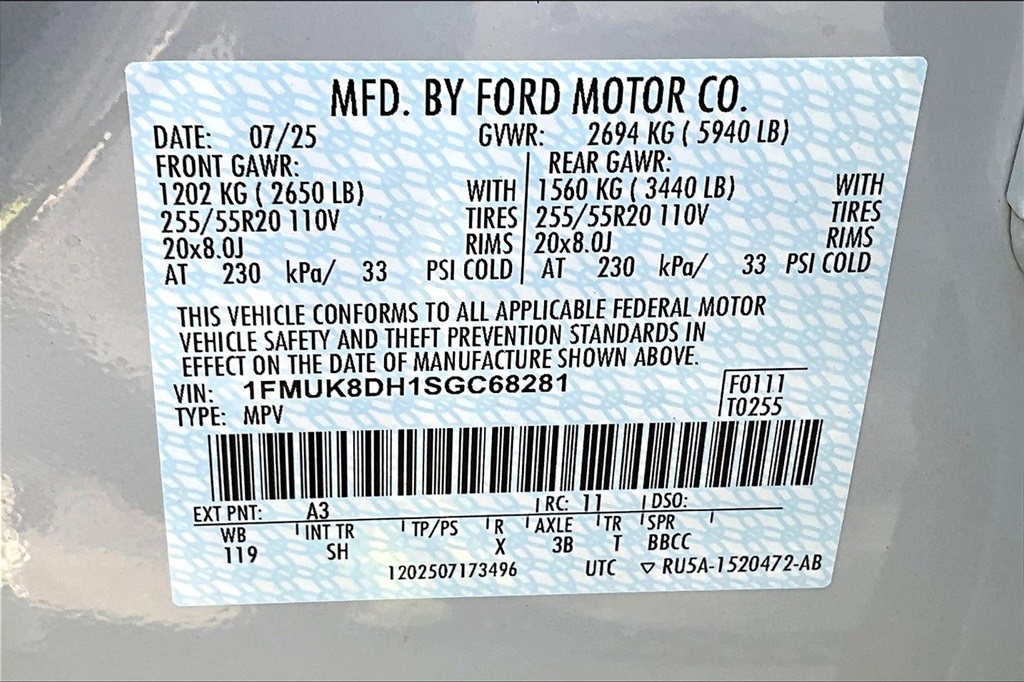 MFD. BY FORD MOTOR CO.
DATE: 07/25 GVWR: 2694 KG ( 5940 LB)
FRONT GAWR: REAR GAWR:
1202 KG ( 2650 LB) WITH 1560 KG ( 3440 LB) WITH
255/55R20 110V TIRES 255/55R20 110V TIRES
20x8.0J RIMS 20x8.0J RIMS
AT 230 kPa/ 33 PSI COLD AT 230 kPa/ 33 PSI COLD
THIS VEHICLE CONFORMS TO ALL APPLICABLE FEDERAL MOTOR
VEHICLE SAFETY AND THEFT PREVENTION STANDARDS IN
EFFECT ON THE DATE OF MANUFACTURE SHOWN ABOVE.
VIN: 1FMUK8DH1SGC68281 F0111
TYPE: MPV T0255
EXT PNT: A3 RC: 11 DSO:
WB INT TR TP/PS R AXLE TR SPR
119 SH X 3B T BBCC
1202507173496 UTC ▽ RU5A-1520472-AB